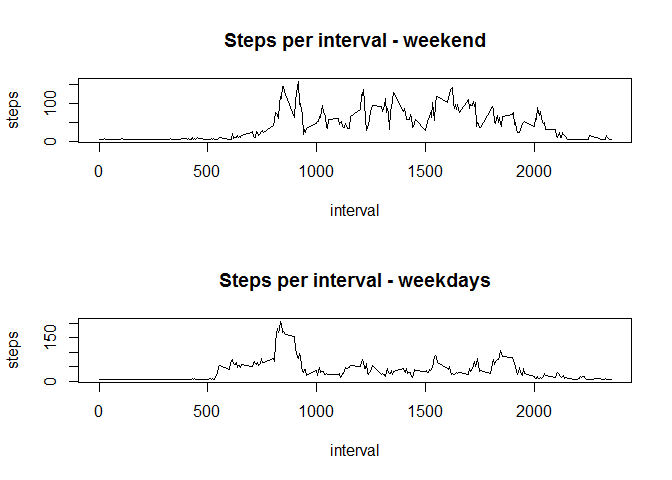 Steps per interval - weekend
steps
100
0
0 500 1000 1500 2000
interval
Steps per interval - weekdays
steps
150
0
0 500 1000 1500 2000
interval